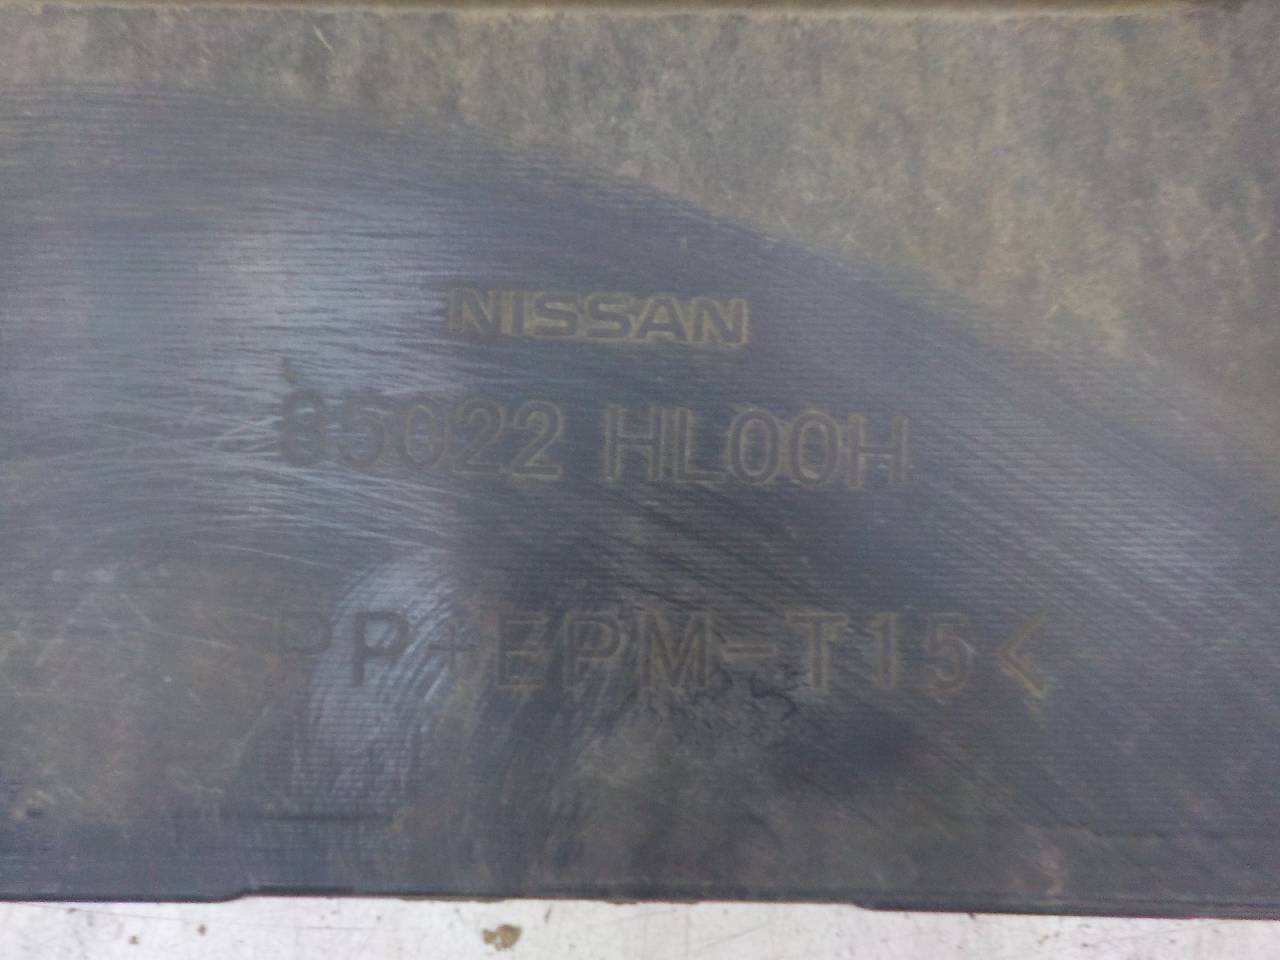 NISSAN
85022 HL00H
PP+EPM-T15<